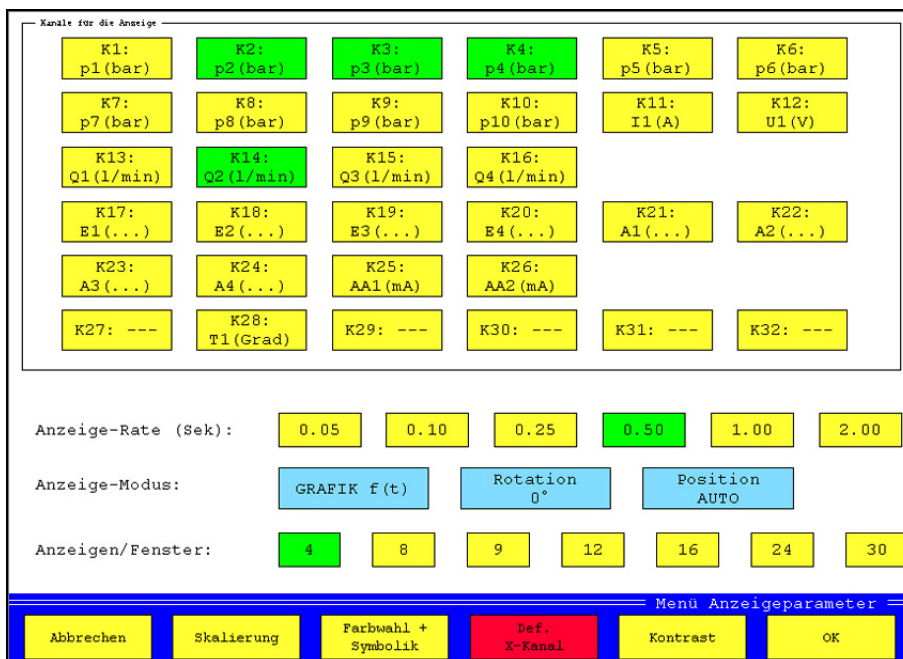 Kanäle für die Anzeige
K1: K2: K3: K4: K5: K6:
p1(bar) p2(bar) p3(bar) p4(bar) p5(bar) p6(bar)
K7: K8: K9: K10: K11: K12:
p7(bar) p8(bar) p9(bar) p10(bar) I1(A) U1(V)
K13: K14: K15: K16:
Q1(l/min) Q2(l/min) Q3(l/min) Q4(l/min)
K17: K18: K19: K20: K21: K22:
E1(...) E2(...) E3(...) E4(...) A1(...) A2(...)
K23: K24: K25: K26:
A3(...) A4(...) AA1(mA) AA2(mA)
K27: --- K28: K29: --- K30: --- K31: --- K32: ---
T1(Grad)
Anzeige-Rate (Sek): 0.05 0.10 0.25 0.50 1.00 2.00
Anzeige-Modus: GRAFIK f(t) Rotation 0° Position AUTO
Anzeigen/Fenster: 4 8 9 12 16 24 30
Menü Anzeigeparameter
Abbrechen Skalierung Farbwahl + Symbolik Def. X-Kanal Kontrast OK